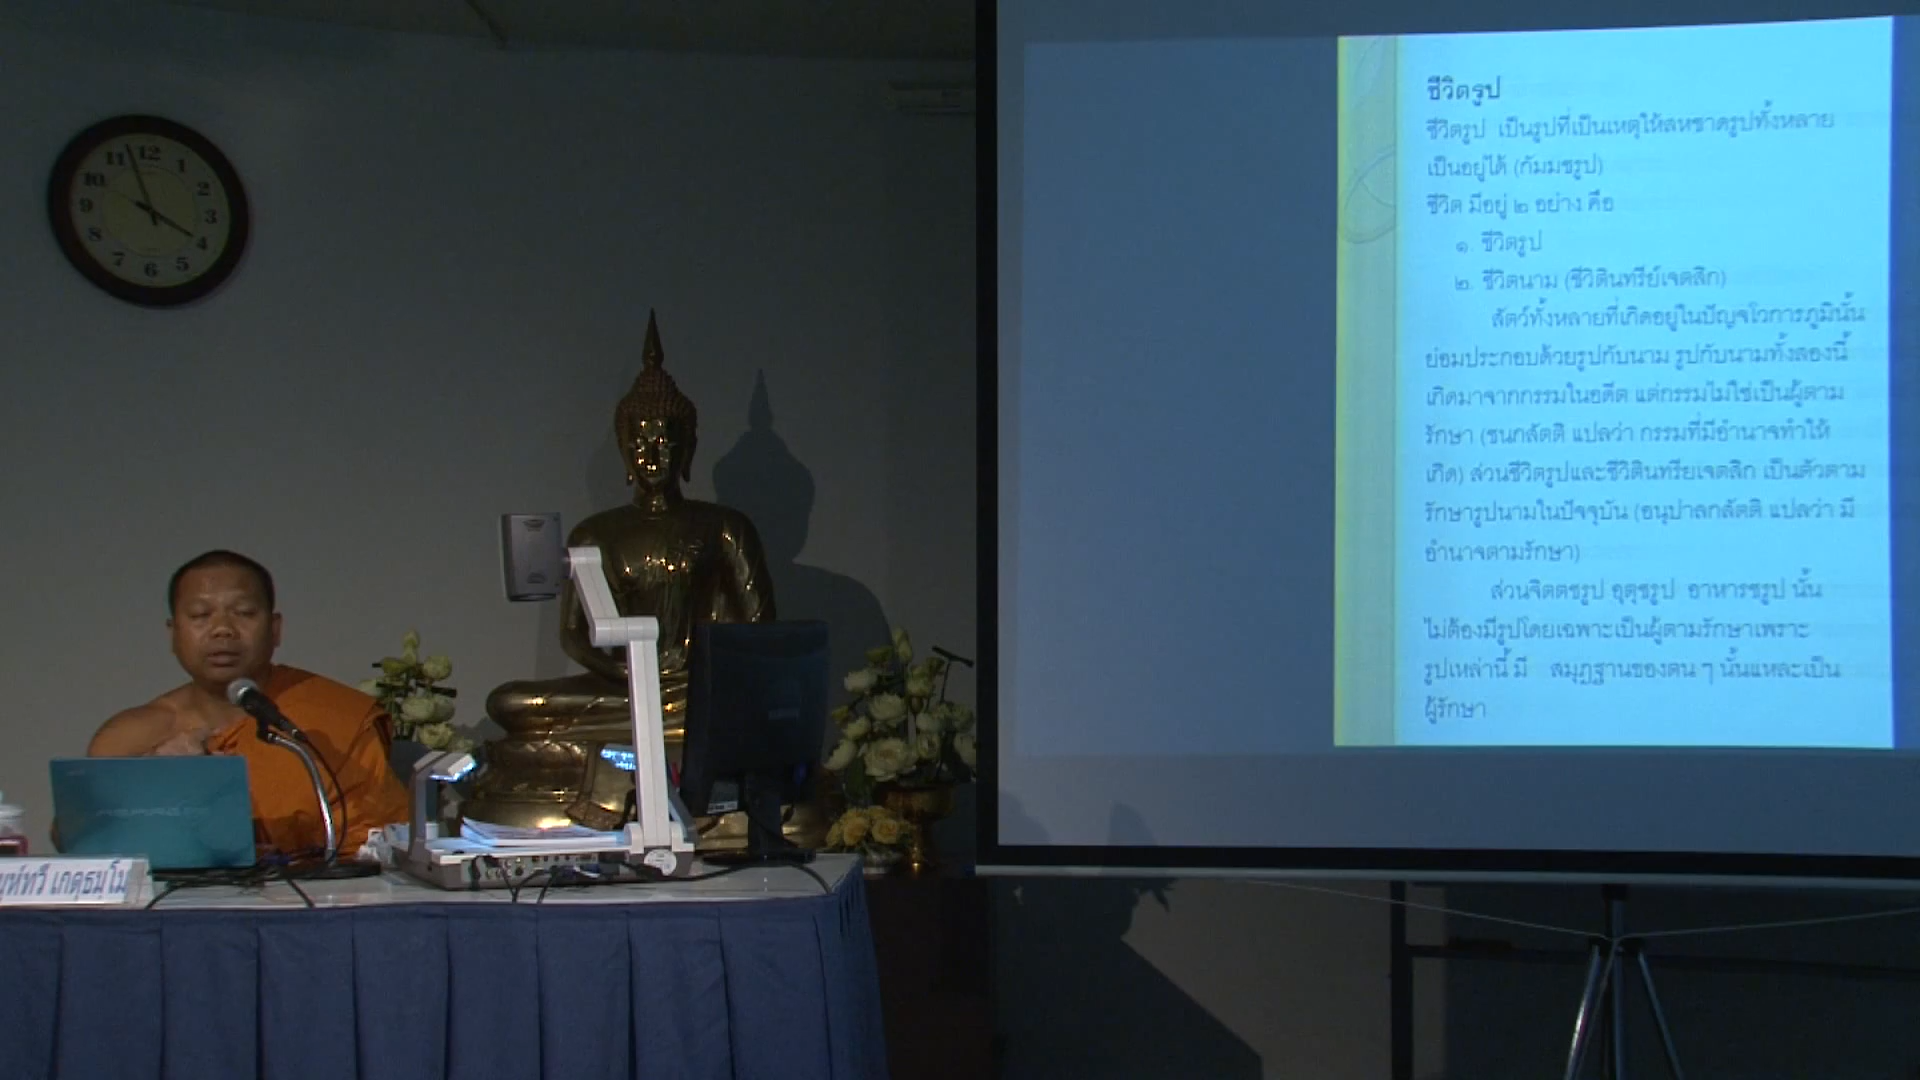 12
1
2
3
4
5
6
7
8
9
10
11
ชีวิตรูป
ชีวิตรูป เป็นรูปที่เป็นเหตุให้สหชาตรูปทั้งหลาย
เป็นอยู่ได้ (กัมมชรูป)
ชีวิต มีอยู่ ๒ อย่าง คือ
๑. ชีวิตรูป
๒. ชีวิตนาม (ชีวิตินทรีย์เจตสิก)
สัตว์ทั้งหลายที่เกิดอยู่ในปัญจโวการภูมินั้น
ย่อมประกอบด้วยรูปกับนาม รูปกับนามทั้งสองนี้
เกิดมาจากกรรมในอดีต แต่กรรมไม่ใช่เป็นผู้ตาม
รักษา (ชนกสัตติ แปลว่า กรรมที่มีอำนาจทำให้
เกิด) ส่วนชีวิตรูปและชีวิตินทรียเจตสิก เป็นตัวตาม
รักษารูปนามในปัจจุบัน (อนุปาลกสัตติ แปลว่า มี
อำนาจตามรักษา)
ส่วนจิตตชรูป อุตุชรูป อาหารชรูป นั้น
ไม่ต้องมีรูปโดยเฉพาะเป็นผู้ตามรักษาเพราะ
รูปเหล่านี้ มี สมุฏฐานของตน ๆ นั้นแหละเป็น
ผู้รักษา
เกตุธมฺโม